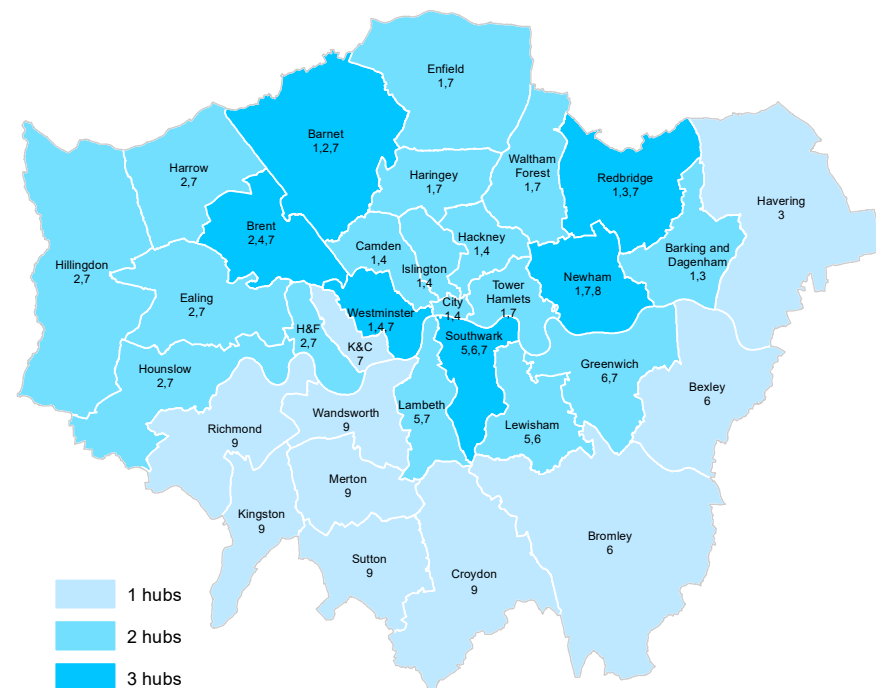 Enfield
1,7
Barnet
1,2,7
Harrow
2,7
Haringey
1,7
Waltham
Forest
1,7
Redbridge
1,3,7
Havering
3
Brent
2,4,7
Camden
1,4
Hackney
1,4
Islington
1,4
Barking and
Dagenham
1,3
Hillingdon
2,7
Newham
1,7,8
Ealing
2,7
Westminster
1,4,7
City
1,4
Tower
Hamlets
1,7
H&F
2,7
K&C
7
Southwark
5,6,7
Hounslow
2,7
Greenwich
6,7
Bexley
6
Richmond
9
Wandsworth
9
Lambeth
5,7
Lewisham
5,6
Merton
9
Kingston
9
Bromley
6
Sutton
9
Croydon
9
1 hubs
2 hubs
3 hubs